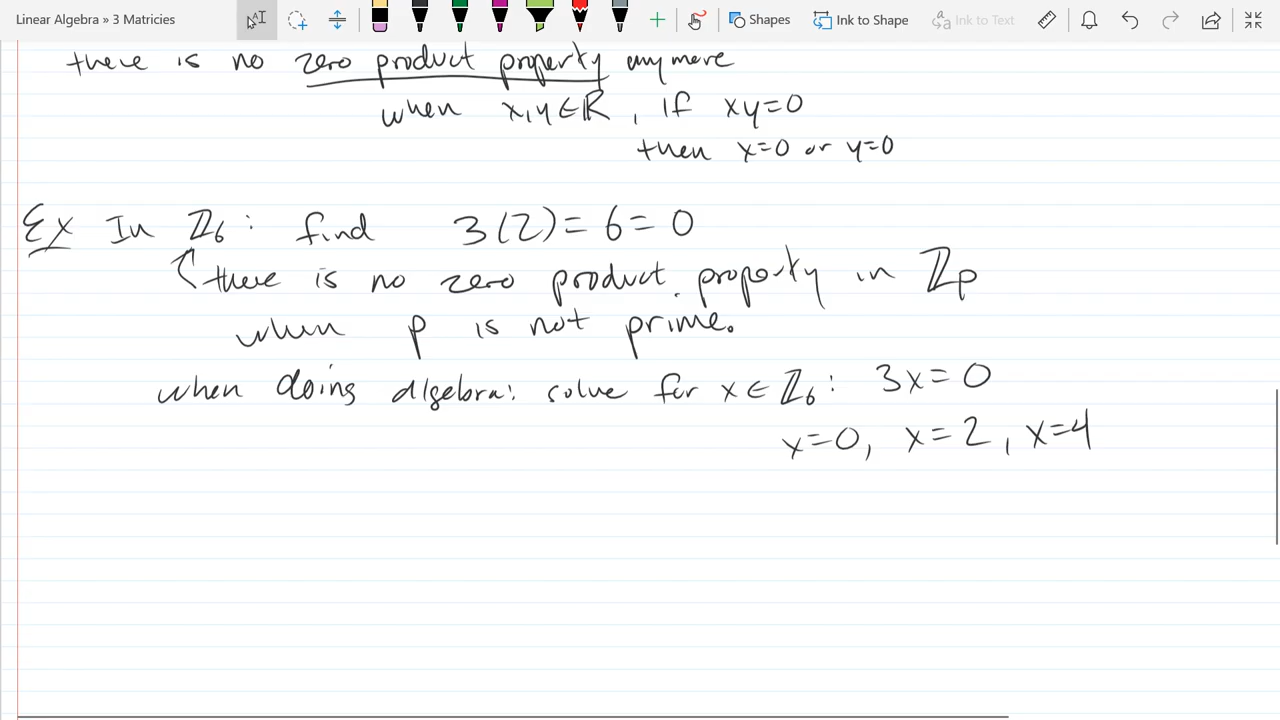 Linear Algebra » 3 Matricies
Shapes
Ink to Shape
Ink to Text
there is no zero product property anymore
when x,y∈ℝ, if xy=0
then x=0 or y=0
Ex In ℤ₆: find 3(2)=6=0
there is no zero product property in ℤp
when p is not prime.
when doing algebra: solve for x∈ℤ₆: 3x=0
x=0, x=2, x=4